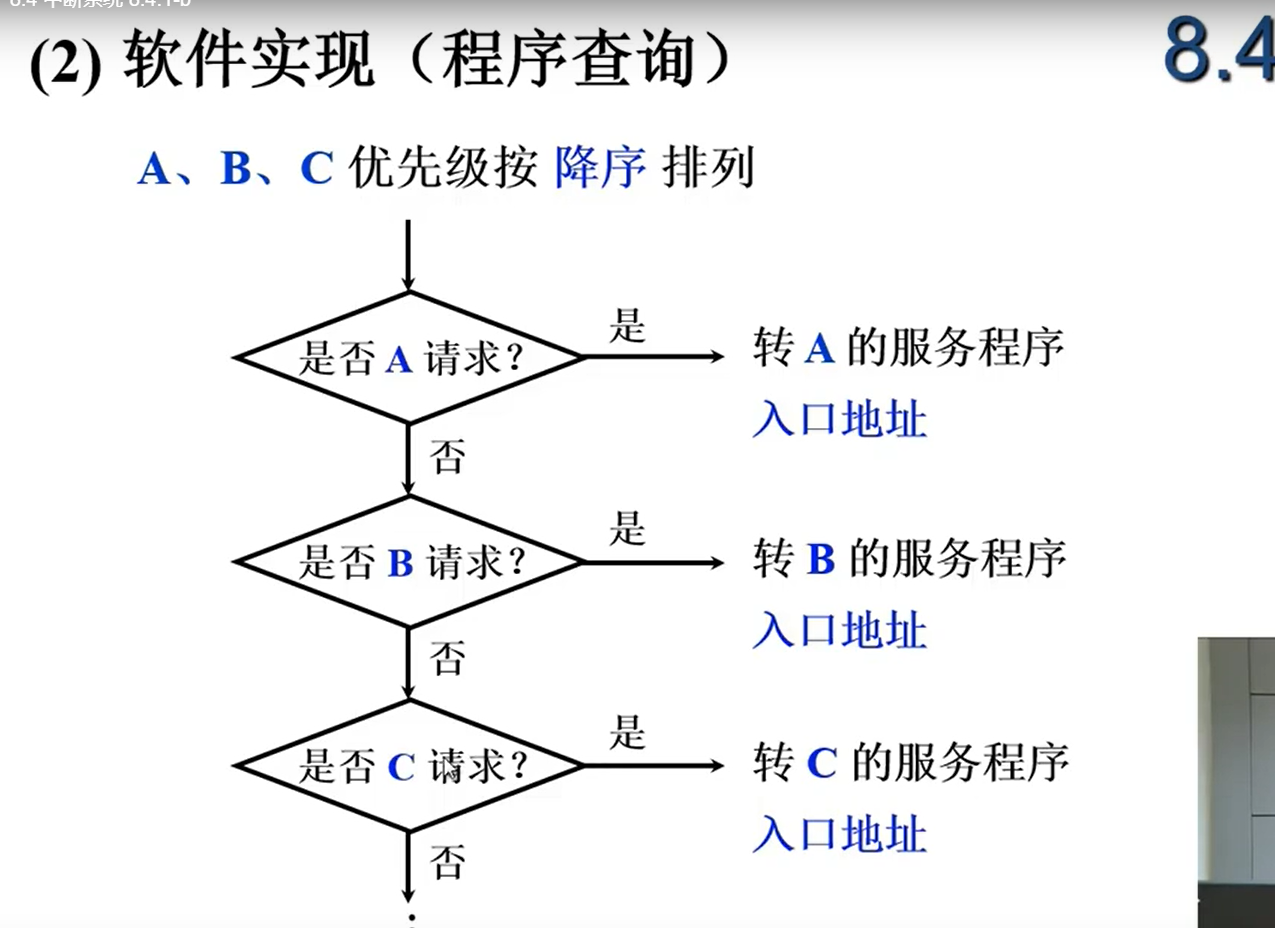 8.4 中断系统 8.4.1-b
(2) 软件实现（程序查询）
8.4
A、B、C 优先级按 降序 排列
是否 A 请求？
是
转 A 的服务程序
入口地址
否
是否 B 请求？
是
转 B 的服务程序
入口地址
否
是否 C 请求？
是
转 C 的服务程序
入口地址
否